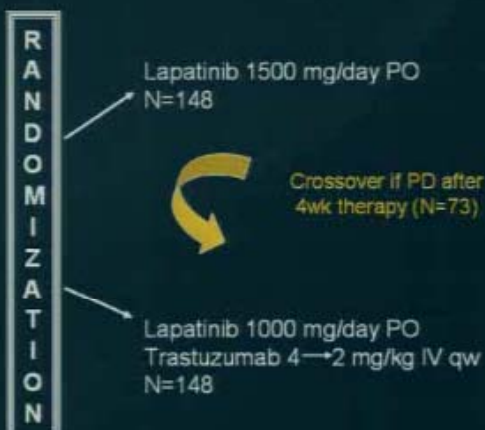 RANDOMIZATION
Lapatinib 1500 mg/day PO
N=148
Crossover if PD after
4wk therapy (N=73)
Lapatinib 1000 mg/day PO
Trastuzumab 4→2 mg/kg IV qw
N=148